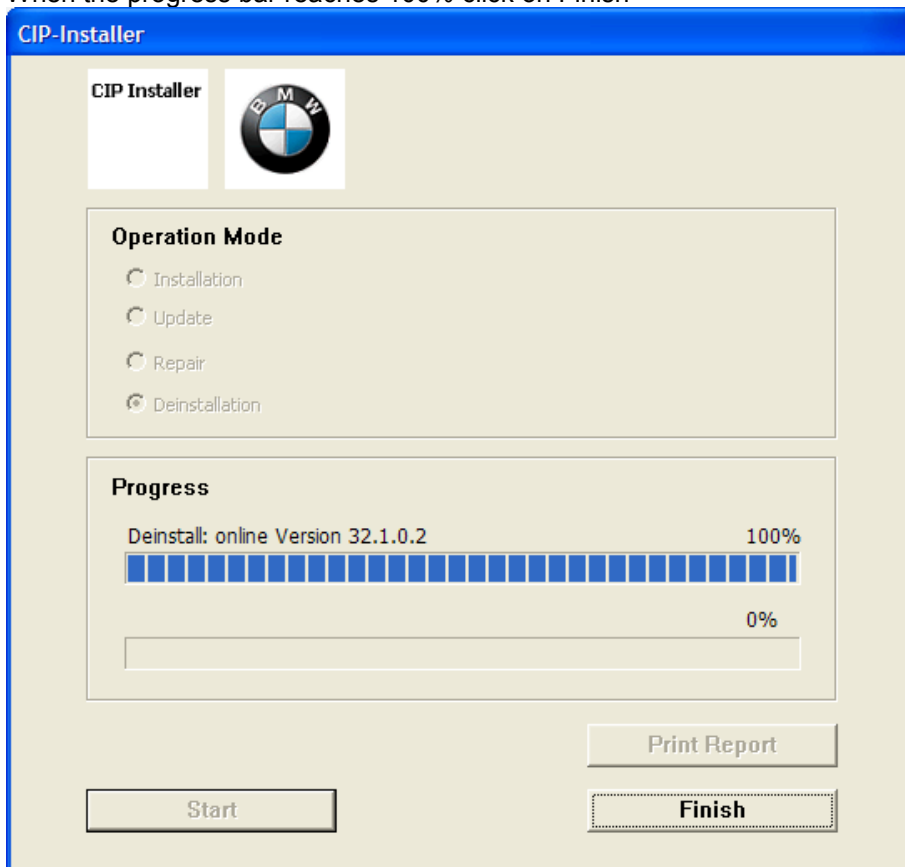 When the progress bar reaches 100% click on Finish
CIP-Installer
CIP Installer
BMW
Operation Mode
Installation
Update
Repair
Deinstallation
Progress
Deinstall: online Version 32.1.0.2 100%
0%
Print Report
Start Finish